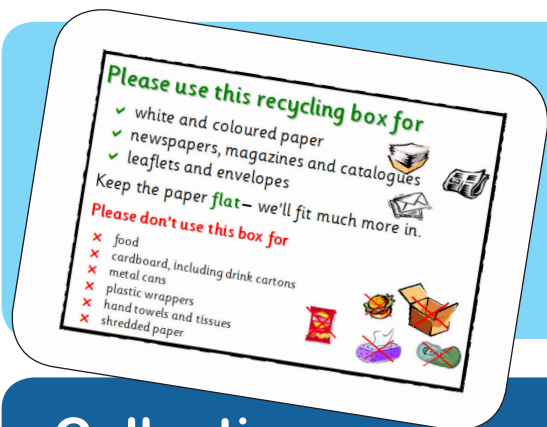 Please use this recycling box for
✓ white and coloured paper
✓ newspapers, magazines and catalogues
✓ leaflets and envelopes
Keep the paper flat– we'll fit much more in.
Please don't use this box for
× food
× cardboard, including drink cartons
× metal cans
× plastic wrappers
× hand towels and tissues
× shredded paper